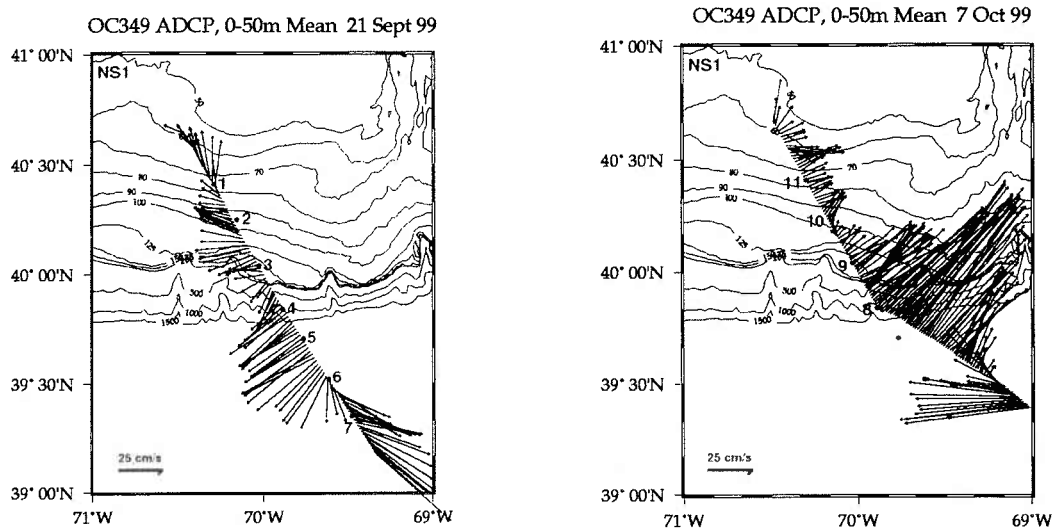 OC349 ADCP, 0-50m Mean 21 Sept 99
41° 00'N
NS1
40° 30'N
40° 00'N
39° 30'N
39° 00'N
71°W
70°W
69°W
70
80
90
100
125
500
1000
1500
1
2
3
4
5
6
7
25 cm/s
OC349 ADCP, 0-50m Mean 7 Oct 99
41° 00'N
NS1
40° 30'N
40° 00'N
39° 30'N
39° 00'N
71°W
70°W
69°W
70
80
90
100
125
500
1000
1500
11
10
9
8
25 cm/s